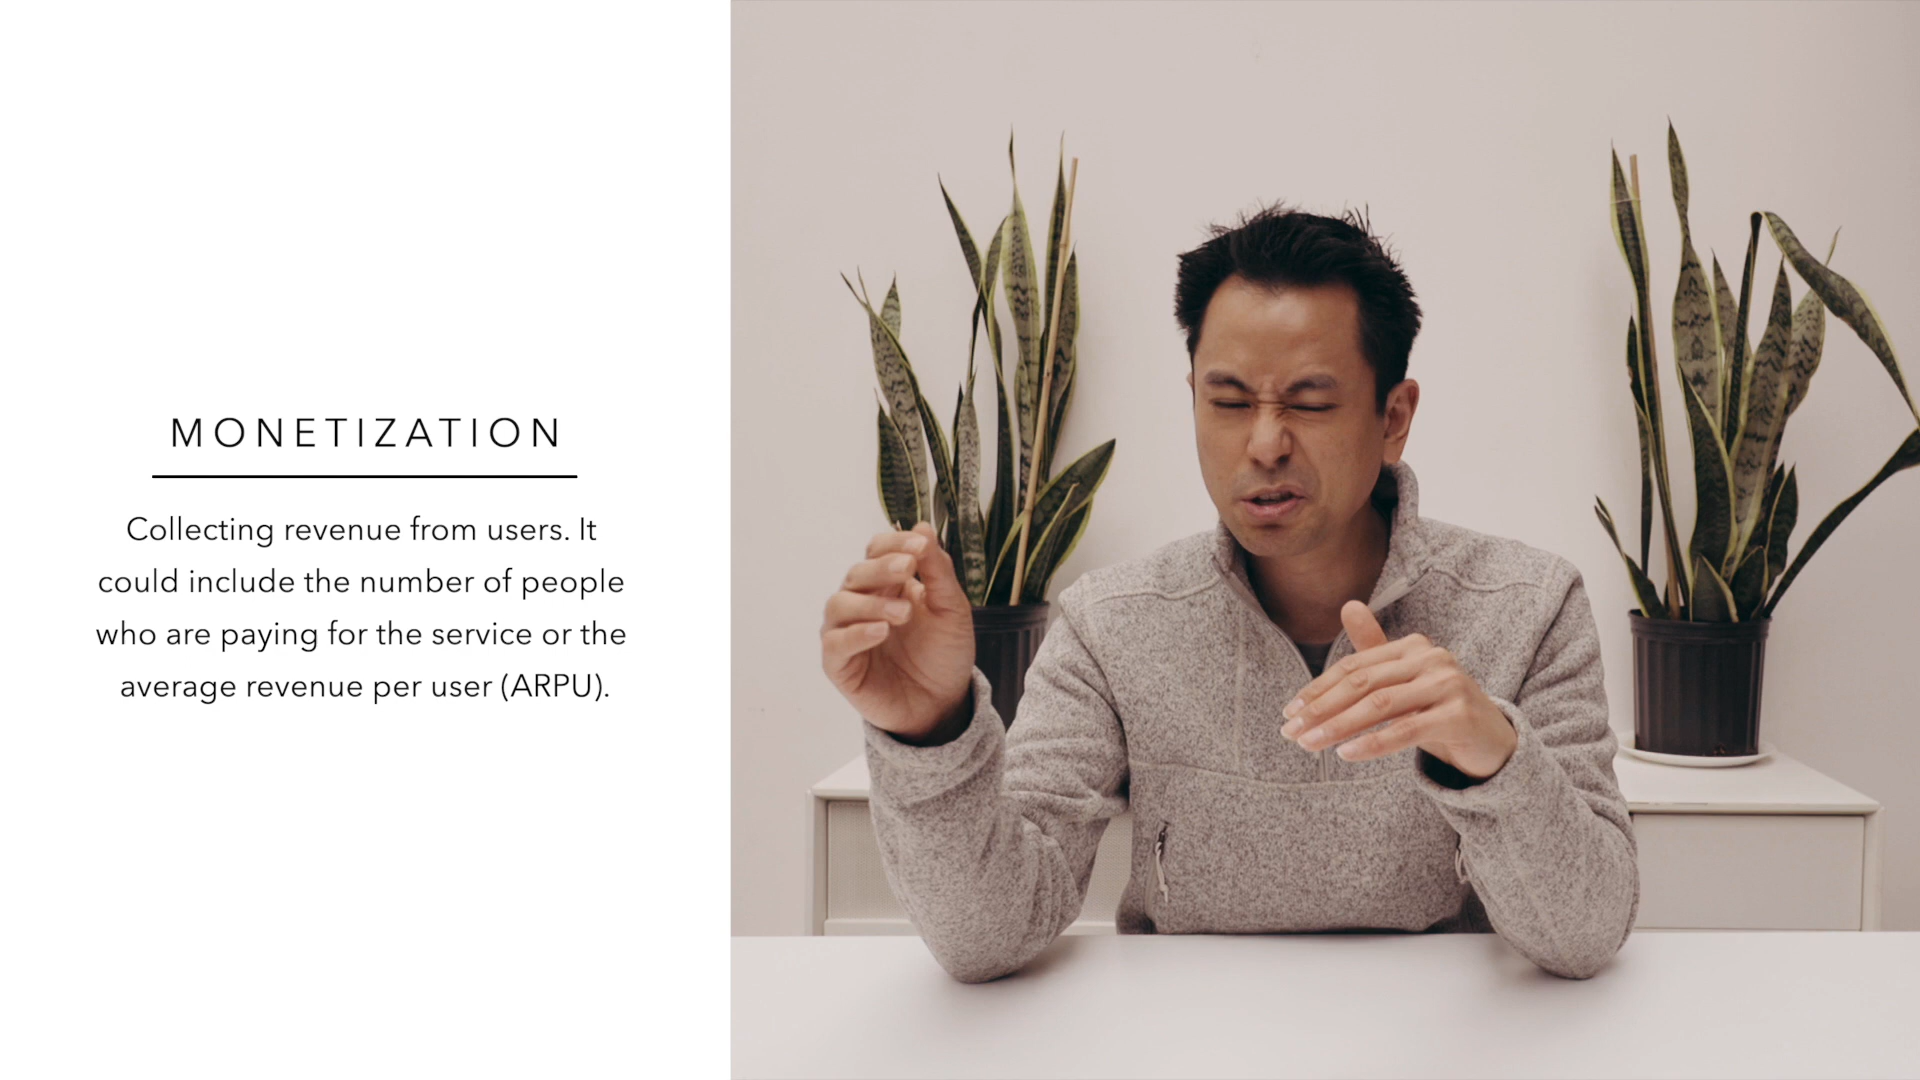 MONETIZATION
Collecting revenue from users. It
could include the number of people
who are paying for the service or the
average revenue per user (ARPU).